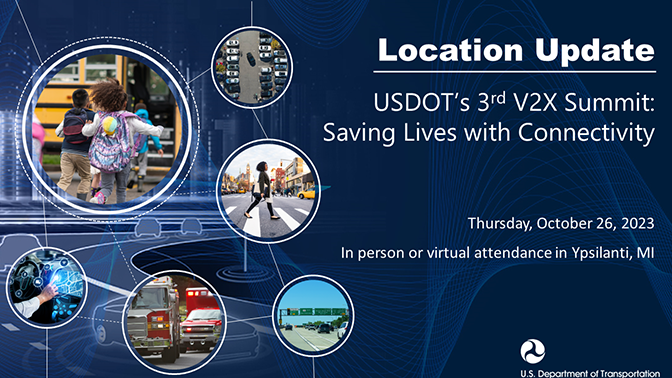 Location Update
USDOT’s 3rd V2X Summit:
Saving Lives with Connectivity
Thursday, October 26, 2023
In person or virtual attendance in Ypsilanti, MI
U.S. Department of Transportation